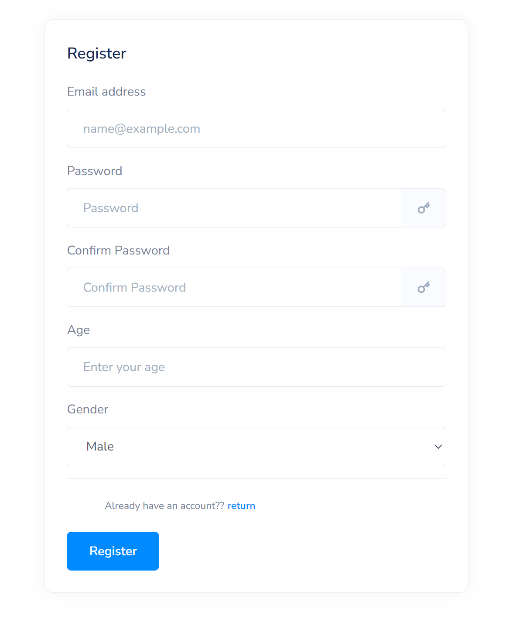 Register
Email address
name@example.com
Password
Password
Confirm Password
Confirm Password
Age
Enter your age
Gender
Male
Already have an account?? return
Register